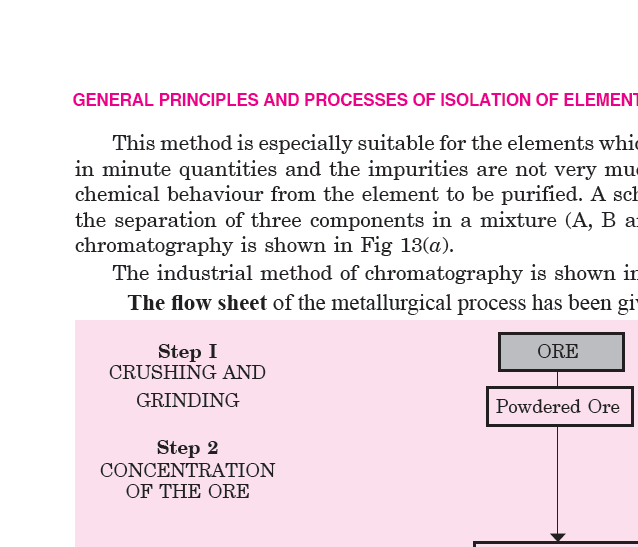 GENERAL PRINCIPLES AND PROCESSES OF ISOLATION OF ELEMENT
This method is especially suitable for the elements whic
in minute quantities and the impurities are not very muc
chemical behaviour from the element to be purified. A sch
the separation of three components in a mixture (A, B a
chromatography is shown in Fig 13(a).
The industrial method of chromatography is shown in
The flow sheet of the metallurgical process has been giv
Step I
CRUSHING AND
GRINDING
ORE
Powdered Ore
Step 2
CONCENTRATION
OF THE ORE